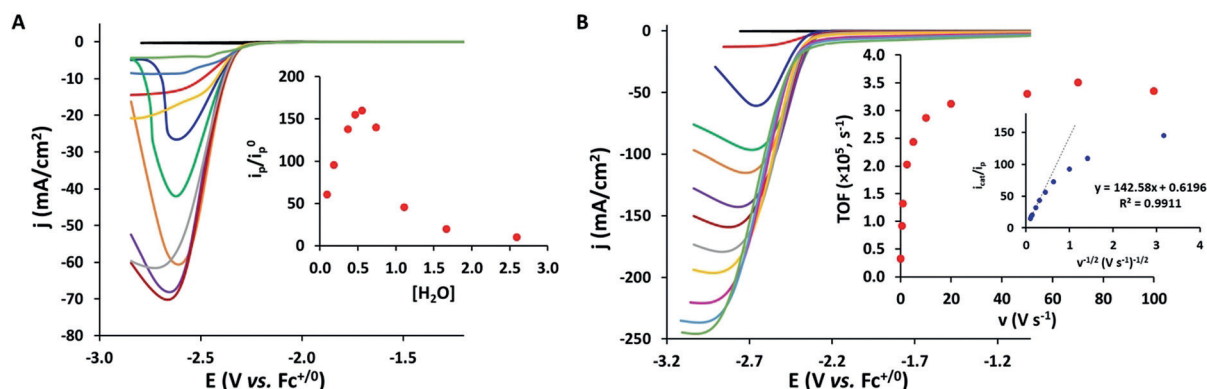 A
0
-10
-20
-30
-40
-50
-60
-70
-80
-3.0
-2.5
-2.0
-1.5
j (mA/cm²)
E (V vs. Fc⁺/⁰)
200
150
100
50
0
0.0 0.5 1.0 1.5 2.0 2.5 3.0
iₚ/iₚ⁰
[H₂O]
B
0
-50
-100
-150
-200
-250
-3.2
-2.7
-2.2
-1.7
-1.2
j (mA/cm²)
E (V vs. Fc⁺/⁰)
4.0
3.5
3.0
2.5
2.0
1.5
1.0
0.5
0.0
0 20 40 60 80 100
TOF (×10⁵, s⁻¹)
v (V s⁻¹)
200
150
100
50
0
0 1 2 3 4
i_cat/iₚ
y = 142.58x + 0.6196
R² = 0.9911
v⁻¹/² (V s⁻¹)⁻¹/²